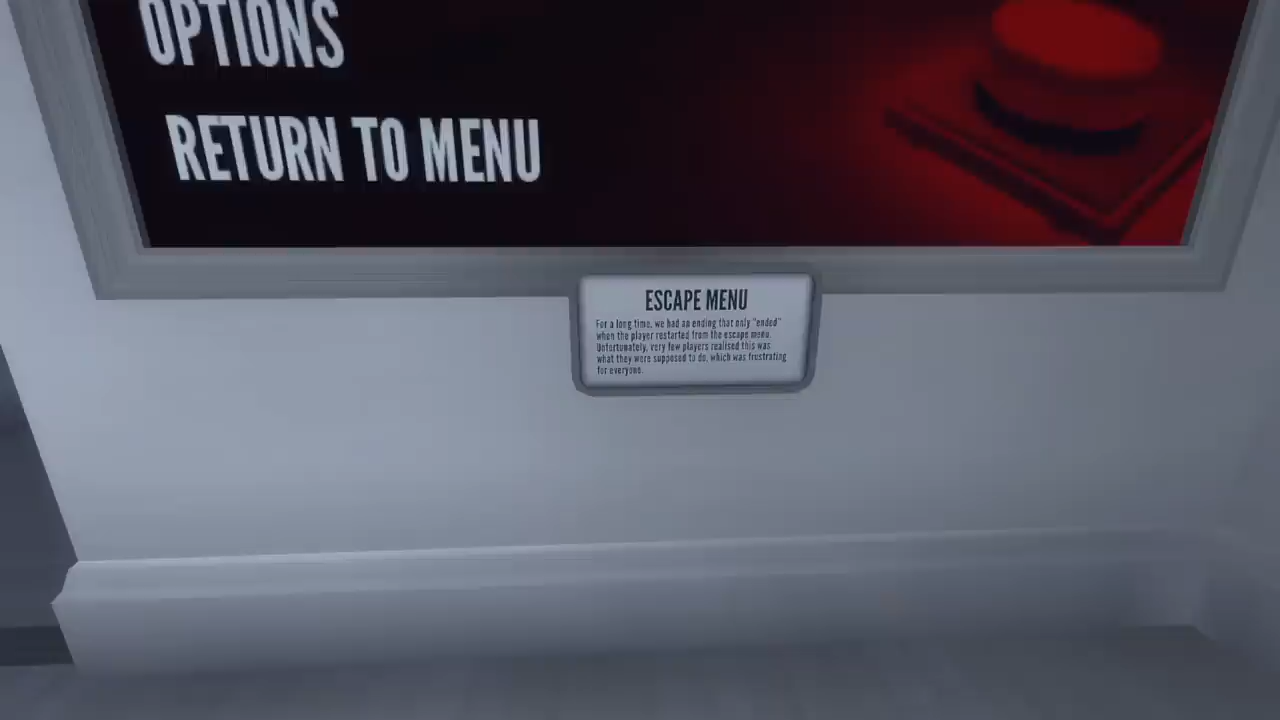 OPTIONS
RETURN TO MENU
ESCAPE MENU
For a long time, we had an ending that only "ended"
when the player restarted from the escape menu.
Unfortunately, very few players realised this was
what they were supposed to do, which was frustrating
for everyone.